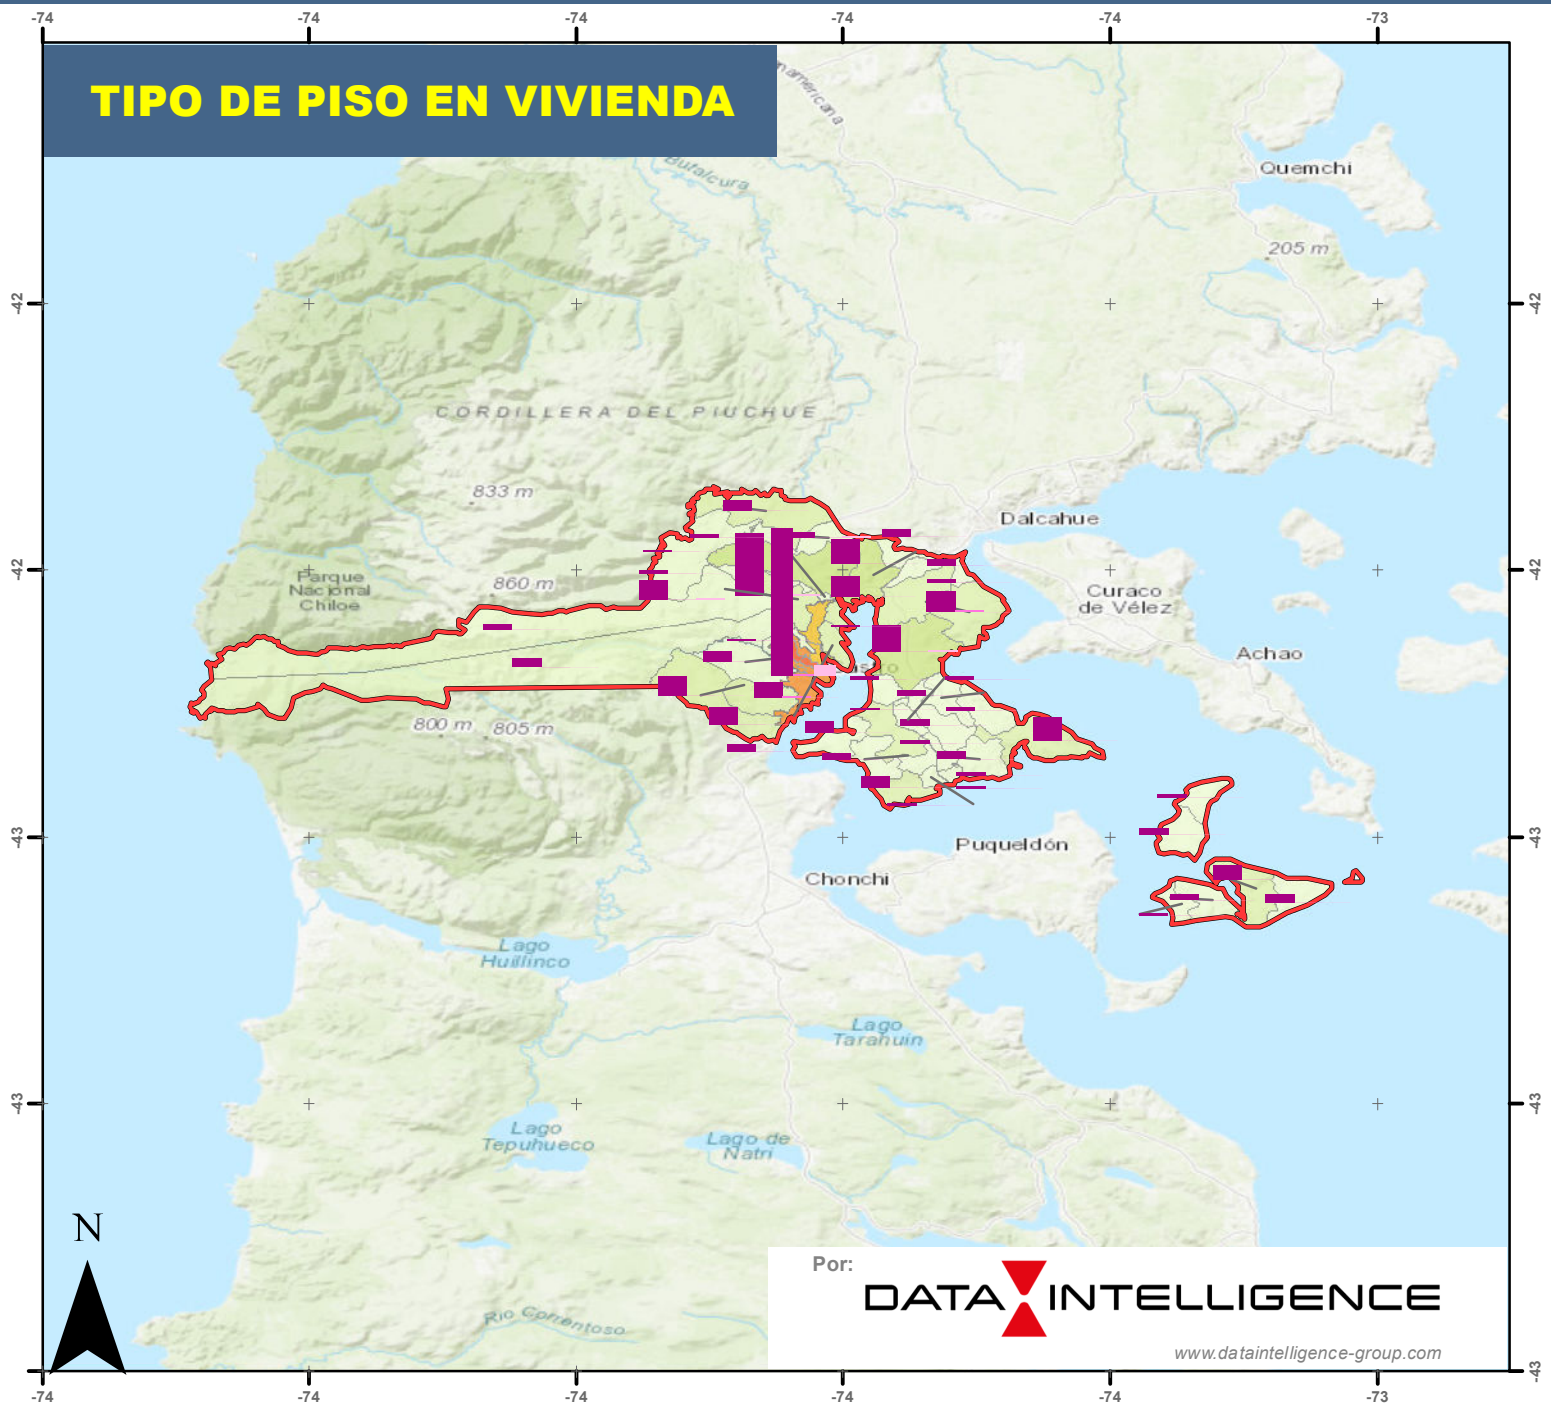 -74
-74
-74
-74
-74
-73
TIPO DE PISO EN VIVIENDA
Butalcura
Quemchi
205 m
-42
-42
CORDILLERA DEL PIUCHUE
833 m
Dalcahue
-42
-42
Parque
Nacional
Chiloe
860 m
Curaco
de Vélez
Achao
stro
800 m
805 m
-43
-43
Puqueldón
Chonchi
Lago
Huillinco
Lago
Tarahuin
-43
-43
Lago
Tepuhueco
Lago de
Natri
N
Por:
DATA INTELLIGENCE
Rio Correntoso
www.dataintelligence-group.com
-43
-74
-74
-74
-74
-74
-73